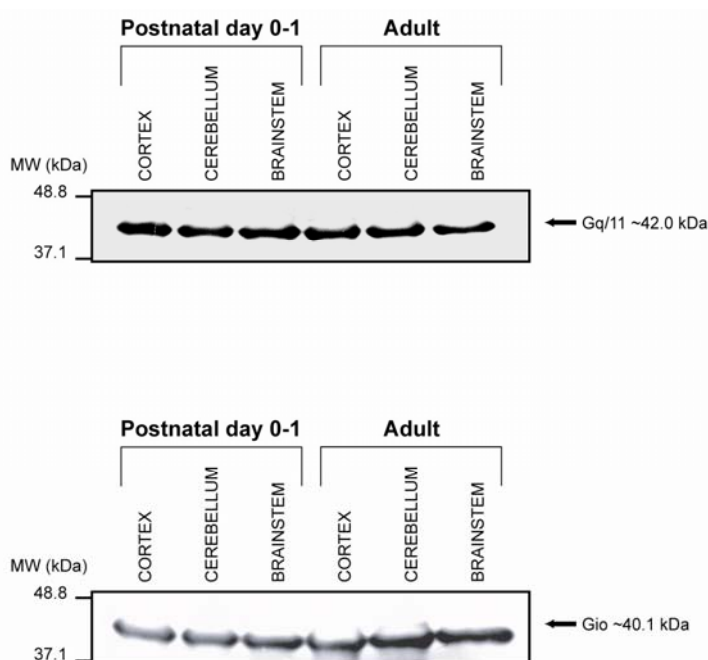 Postnatal day 0-1 Adult
CORTEX CEREBELLUM BRAINSTEM CORTEX CEREBELLUM BRAINSTEM
MW (kDa)
48.8
Gq/11 ~42.0 kDa
37.1
Postnatal day 0-1 Adult
CORTEX CEREBELLUM BRAINSTEM CORTEX CEREBELLUM BRAINSTEM
MW (kDa)
48.8
Gio ~40.1 kDa
37.1